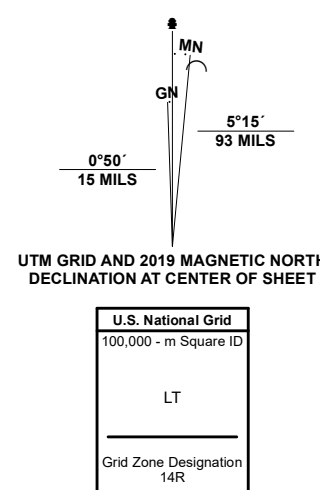 MN
GN
5°15´
93 MILS
0°50´
15 MILS
UTM GRID AND 2019 MAGNETIC NORTH
DECLINATION AT CENTER OF SHEET
U.S. National Grid
100,000 - m Square ID
LT
Grid Zone Designation
14R